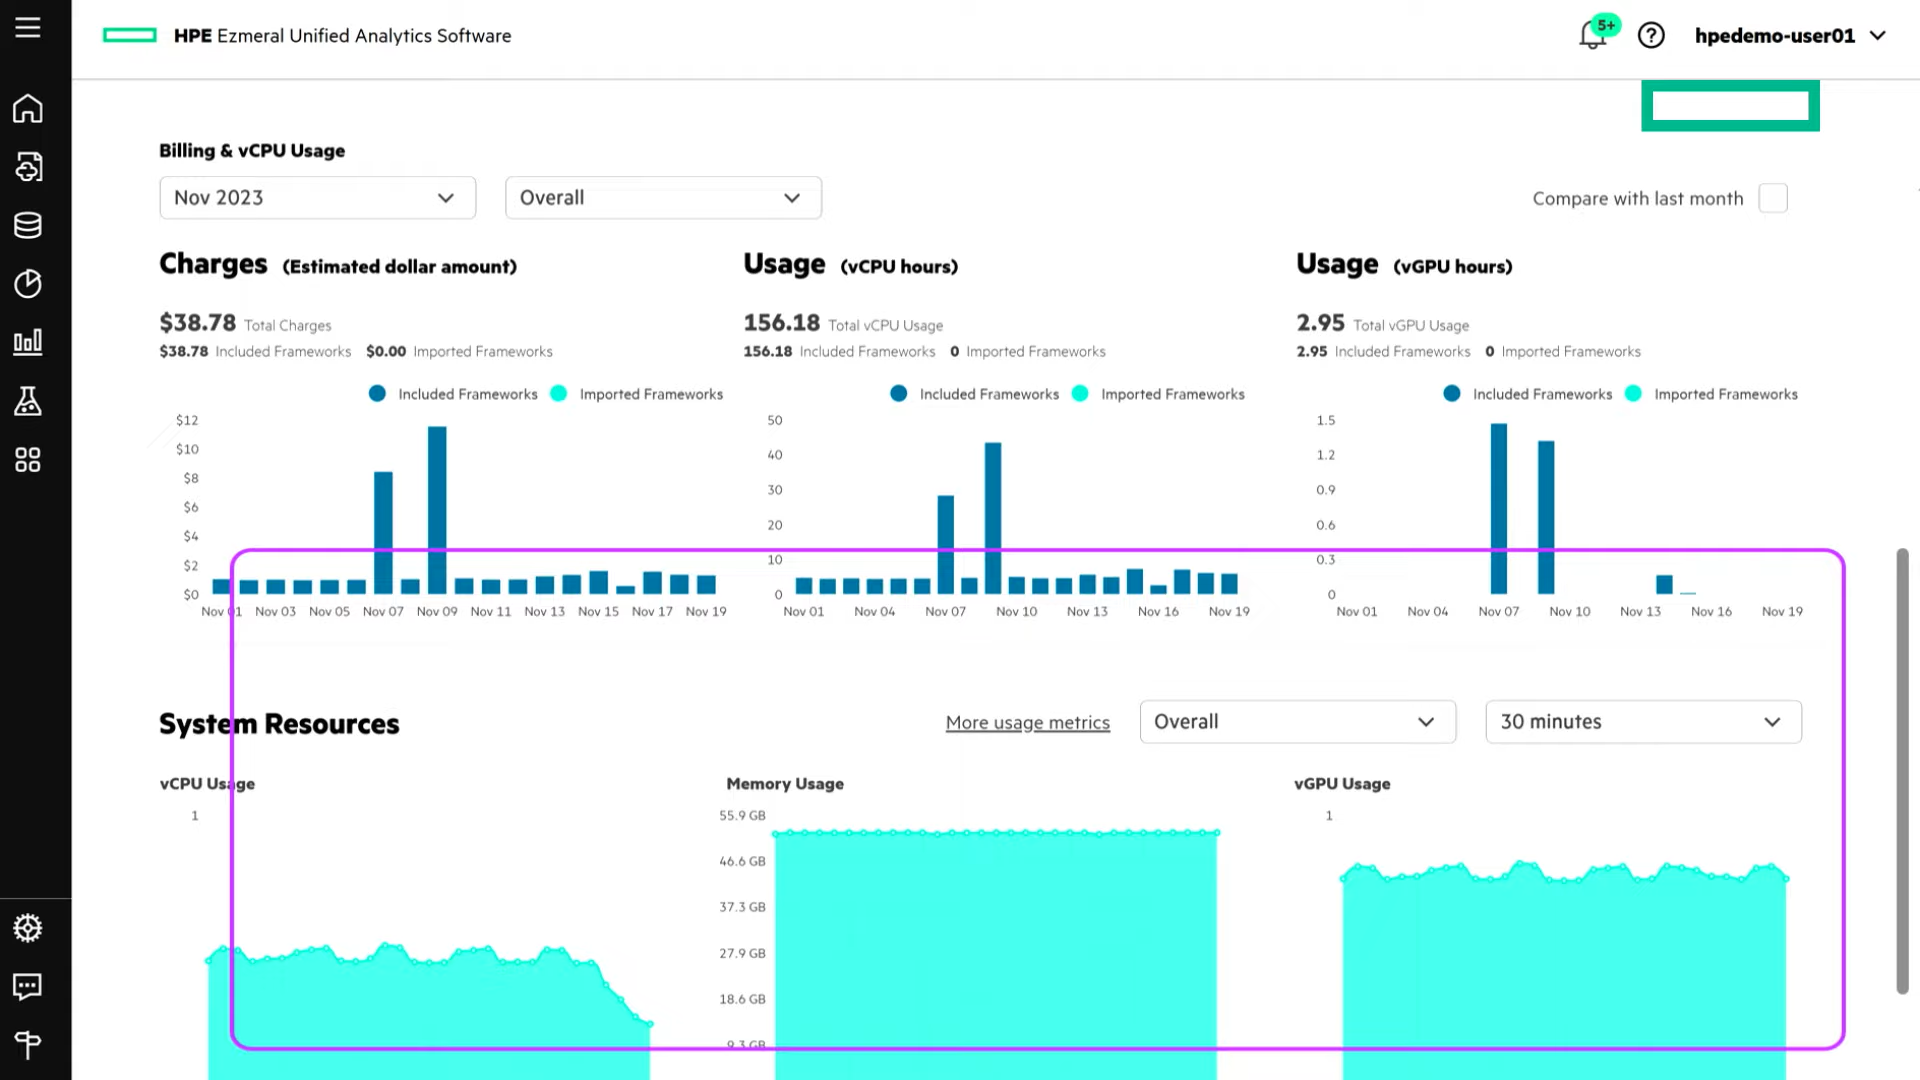 HPE Ezmeral Unified Analytics Software
5+
hpedemo-user01
Billing & vCPU Usage
Nov 2023
Overall
Compare with last month
Charges (Estimated dollar amount)
$38.78 Total Charges
$38.78 Included Frameworks $0.00 Imported Frameworks
Included Frameworks Imported Frameworks
$12
$10
$8
$6
$4
$2
$0
Nov 01 Nov 03 Nov 05 Nov 07 Nov 09 Nov 11 Nov 13 Nov 15 Nov 17 Nov 19
Usage (vCPU hours)
156.18 Total vCPU Usage
156.18 Included Frameworks 0 Imported Frameworks
Included Frameworks Imported Frameworks
50
40
30
20
10
0
Nov 01 Nov 04 Nov 07 Nov 10 Nov 13 Nov 16 Nov 19
Usage (vGPU hours)
2.95 Total vGPU Usage
2.95 Included Frameworks 0 Imported Frameworks
Included Frameworks Imported Frameworks
1.5
1.2
0.9
0.6
0.3
0
Nov 01 Nov 04 Nov 07 Nov 10 Nov 13 Nov 16 Nov 19
System Resources
More usage metrics
Overall
30 minutes
vCPU Usage
1
Memory Usage
55.9 GB
46.6 GB
37.3 GB
27.9 GB
18.6 GB
9.3 GB
vGPU Usage
1